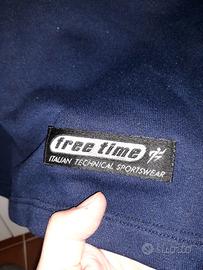 free time
ITALIAN TECHNICAL SPORTSWEAR
subito